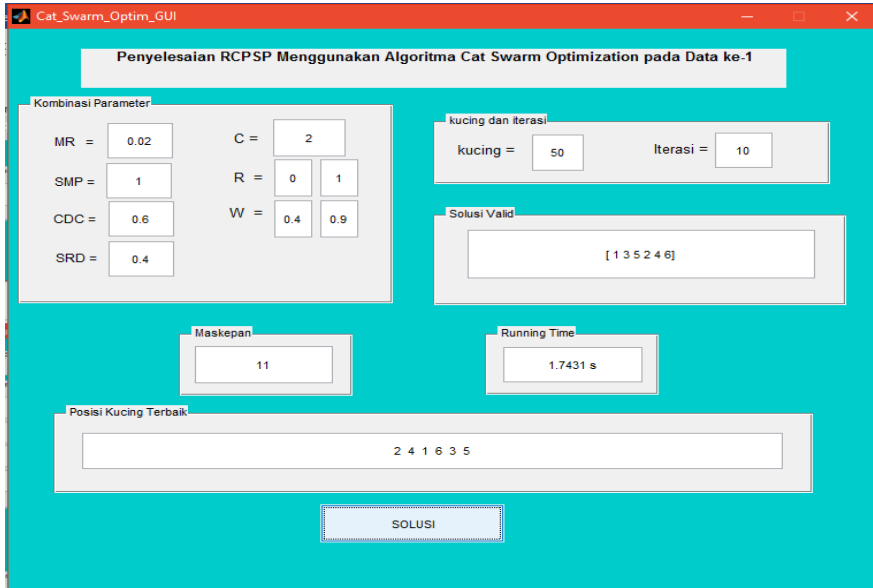 Cat_Swarm_Optim_GUI
Penyelesaian RCPSP Menggunakan Algoritma Cat Swarm Optimization pada Data ke-1
Kombinasi Parameter
MR = 0.02
C = 2
SMP = 1
R = 0 1
CDC = 0.6
W = 0.4 0.9
SRD = 0.4
kucing dan iterasi
kucing = 50
Iterasi = 10
Solusi Valid
[ 1 3 5 2 4 6]
Maskepan
11
Running Time
1.7431 s
Posisi Kucing Terbaik
2 4 1 6 3 5
SOLUSI